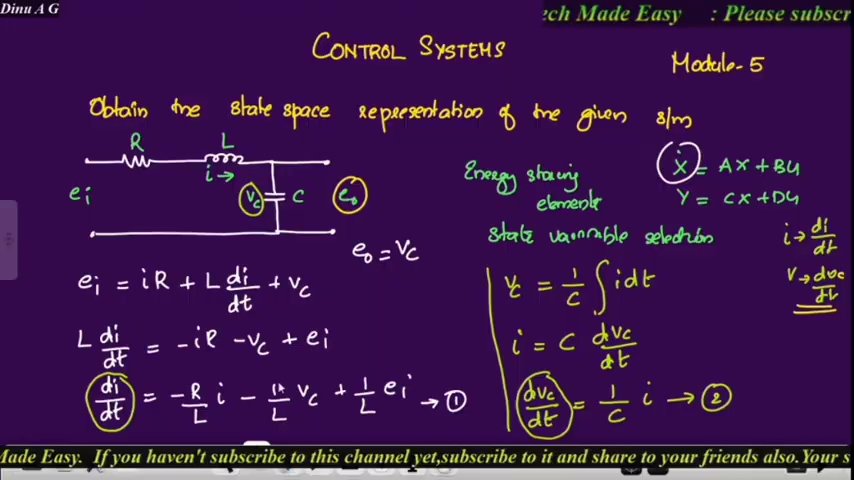 Dinu A G
ech Made Easy : Please subscr
CONTROL SYSTEMS
Module-5
Obtain the state space representation of the given s/m
R
L
i →
ei
Vc
C
eo
eo = Vc
Energy storing
elements
State variable selection
Ẋ = AX + BU
Y = CX + DU
i → di/dt
V → dvc/dt
ei = iR + L di/dt + Vc
L di/dt = -iR - Vc + ei
di/dt = -R/L i - 1/L Vc + 1/L ei → ①
Vc = 1/C ∫ i dt
i = C dvc/dt
dvc/dt = 1/C i → ②
Made Easy. If you haven't subscribe to this channel yet,subscribe to it and share to your friends also.Your s